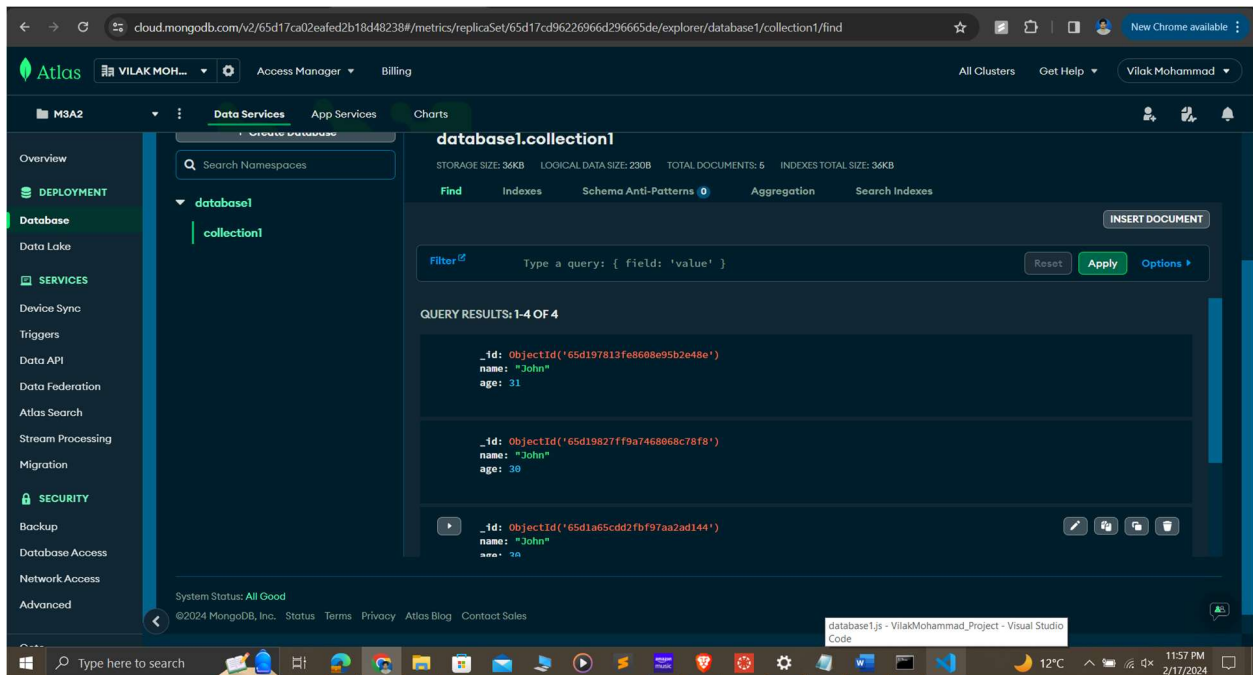 cloud.mongodb.com/v2/65d17ca02eafed2b18d48238#/metrics/replicaSet/65d17cd96226966d296665de/explorer/database1/collection1/find
New Chrome available
Atlas
VILAK MOH...
Access Manager
Billing
All Clusters
Get Help
Vilak Mohammad
M3A2
Data Services
App Services
Charts
+ Create Database
Search Namespaces
database1
collection1
Overview
DEPLOYMENT
Database
Data Lake
SERVICES
Device Sync
Triggers
Data API
Data Federation
Atlas Search
Stream Processing
Migration
SECURITY
Backup
Database Access
Network Access
Advanced
database1.collection1
STORAGE SIZE: 36KB LOGICAL DATA SIZE: 230B TOTAL DOCUMENTS: 5 INDEXES TOTAL SIZE: 36KB
Find
Indexes
Schema Anti-Patterns 0
Aggregation
Search Indexes
INSERT DOCUMENT
Filter
Type a query: { field: 'value' }
Reset
Apply
Options
QUERY RESULTS: 1-4 OF 4
_id: ObjectId('65d197813fe8608e95b2e48e')
name: "John"
age: 31
_id: ObjectId('65d19827ff9a7468068c78f8')
name: "John"
age: 30
_id: ObjectId('65d1a65cdd2fbf97aa2ad144')
name: "John"
age: 30
System Status: All Good
©2024 MongoDB, Inc. Status Terms Privacy Atlas Blog Contact Sales
database1.js - VilakMohammad_Project - Visual Studio
Code
Type here to search
amazon
music
12°C
11:57 PM
2/17/2024